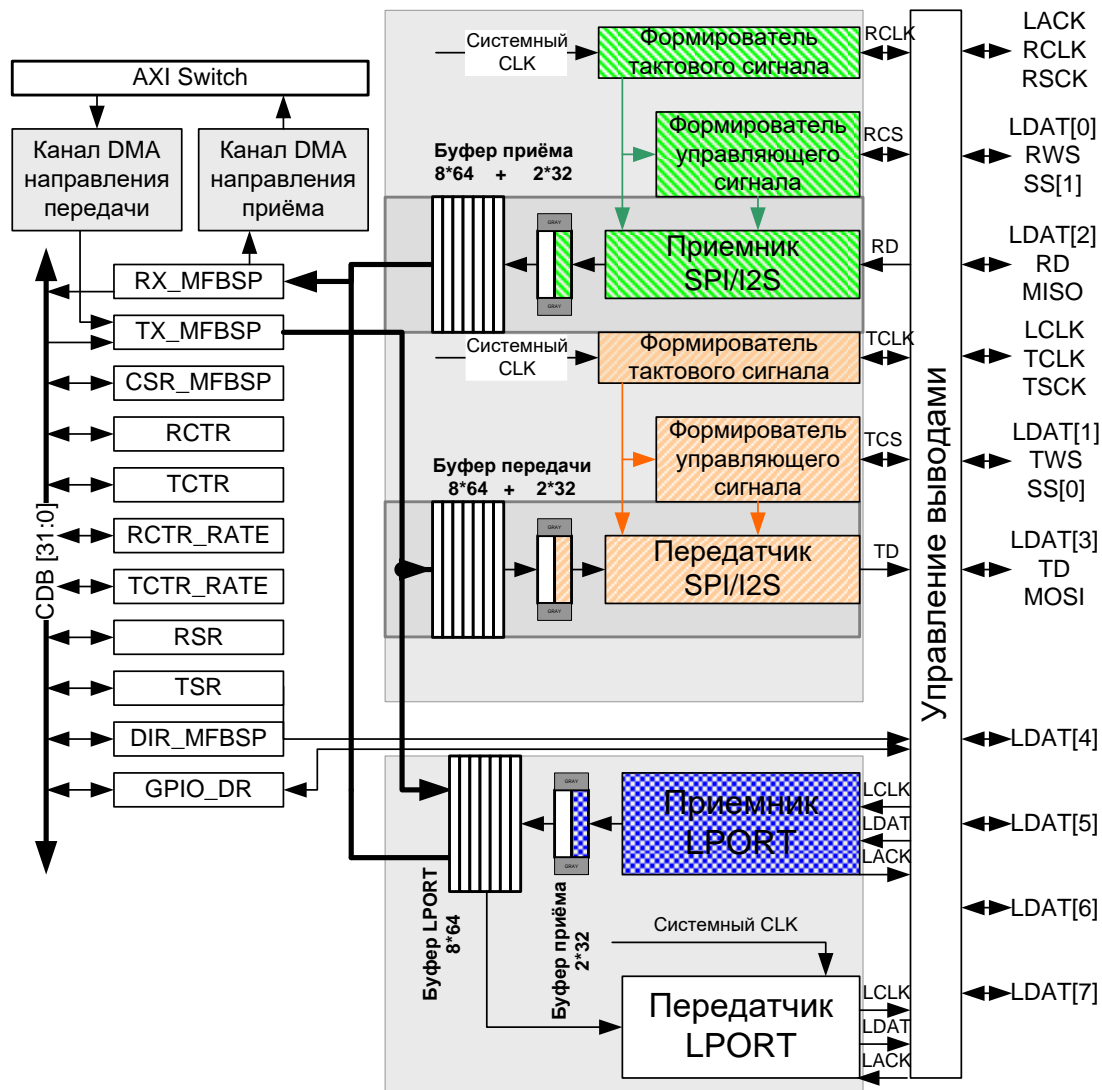 AXI Switch
Канал DMA
направления
передачи
Канал DMA
направления
приёма
CDB [31:0]
RX_MFBSP
TX_MFBSP
CSR_MFBSP
RCTR
TCTR
RCTR_RATE
TCTR_RATE
RSR
TSR
DIR_MFBSP
GPIO_DR
Системный
CLK
Формирователь
тактового сигнала
RCLK
Формирователь
управляющего
сигнала
RCS
Буфер приёма
8*64 + 2*32
GRAY
GRAY
Приемник
SPI/I2S
RD
Системный
CLK
Формирователь
тактового сигнала
TCLK
Формирователь
управляющего
сигнала
TCS
Буфер передачи
8*64 + 2*32
GRAY
GRAY
Передатчик
SPI/I2S
TD
Буфер LPORT
8*64
GRAY
GRAY
Буфер приёма
2*32
Приемник
LPORT
LCLK
LDAT
LACK
Системный CLK
Передатчик
LPORT
LCLK
LDAT
LACK
Управление выводами
LACK
RCLK
RSCK
LDAT[0]
RWS
SS[1]
LDAT[2]
RD
MISO
LCLK
TCLK
TSCK
LDAT[1]
TWS
SS[0]
LDAT[3]
TD
MOSI
LDAT[4]
LDAT[5]
LDAT[6]
LDAT[7]